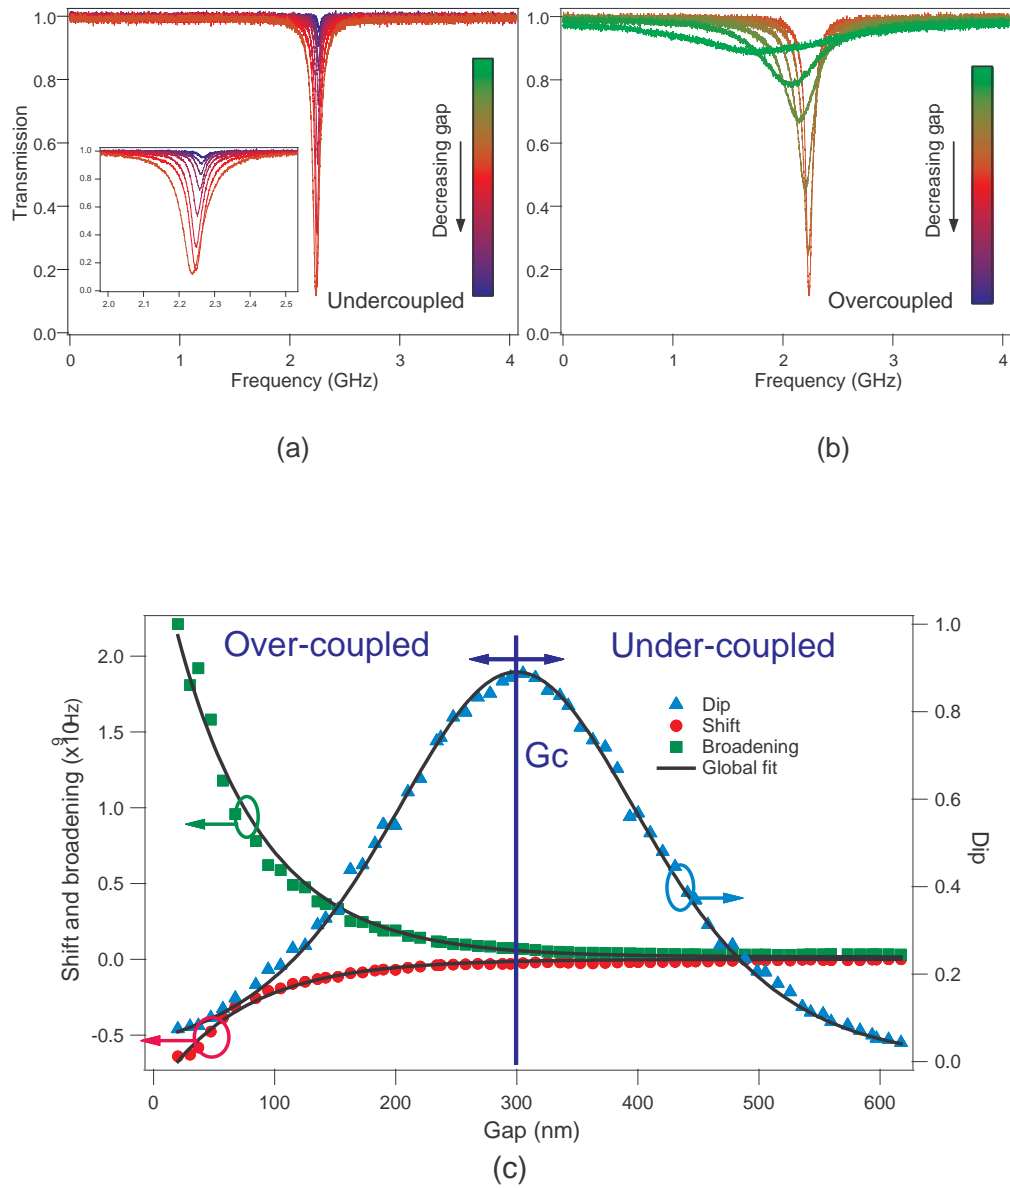 1.0
0.8
0.6
0.4
0.2
0.0
Transmission
0 1 2 3 4
Frequency (GHz)
1.0
0.8
0.6
0.4
0.2
0.0
2.0 2.1 2.2 2.3 2.4 2.5
Decreasing gap
Undercoupled
(a)
1.0
0.8
0.6
0.4
0.2
0.0
0 1 2 3 4
Frequency (GHz)
Decreasing gap
Overcoupled
(b)
Over-coupled Under-coupled
2.0
1.5
1.0
0.5
0.0
-0.5
Shift and broadening (x10⁹Hz)
Gc
Dip
Shift
Broadening
Global fit
1.0
0.8
0.6
0.4
0.2
0.0
Dip
0 100 200 300 400 500 600
Gap (nm)
(c)